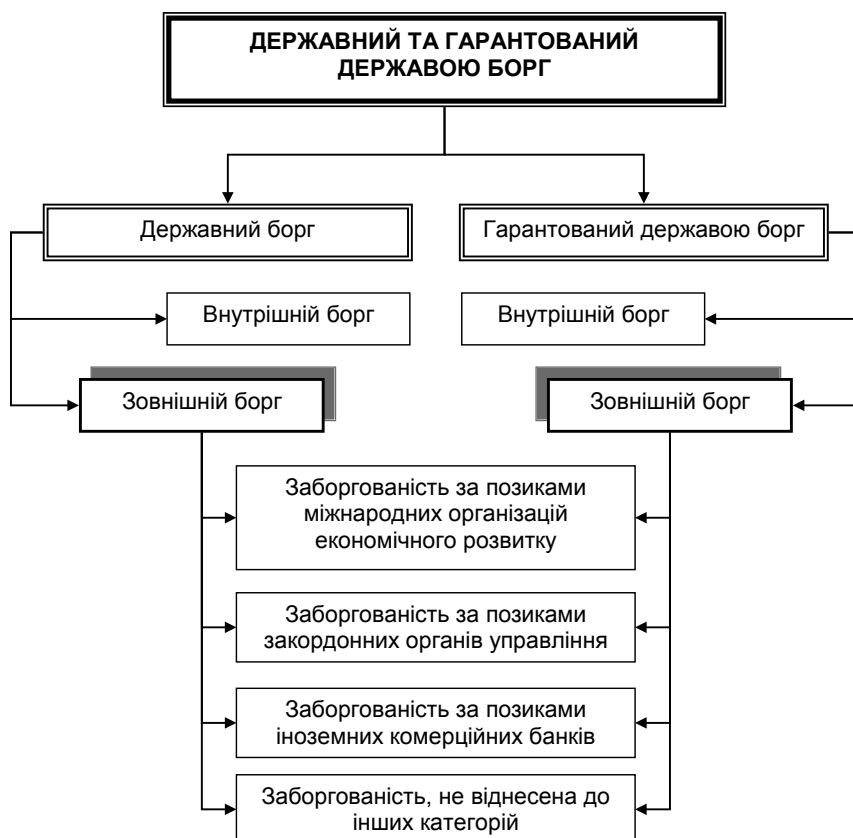 ДЕРЖАВНИЙ ТА ГАРАНТОВАНИЙ
ДЕРЖАВОЮ БОРГ
Державний борг
Гарантований державою борг
Внутрішній борг
Внутрішній борг
Зовнішній борг
Зовнішній борг
Заборгованість за позиками
міжнародних організацій
економічного розвитку
Заборгованість за позиками
закордонних органів управління
Заборгованість за позиками
іноземних комерційних банків
Заборгованість, не віднесена до
інших категорій